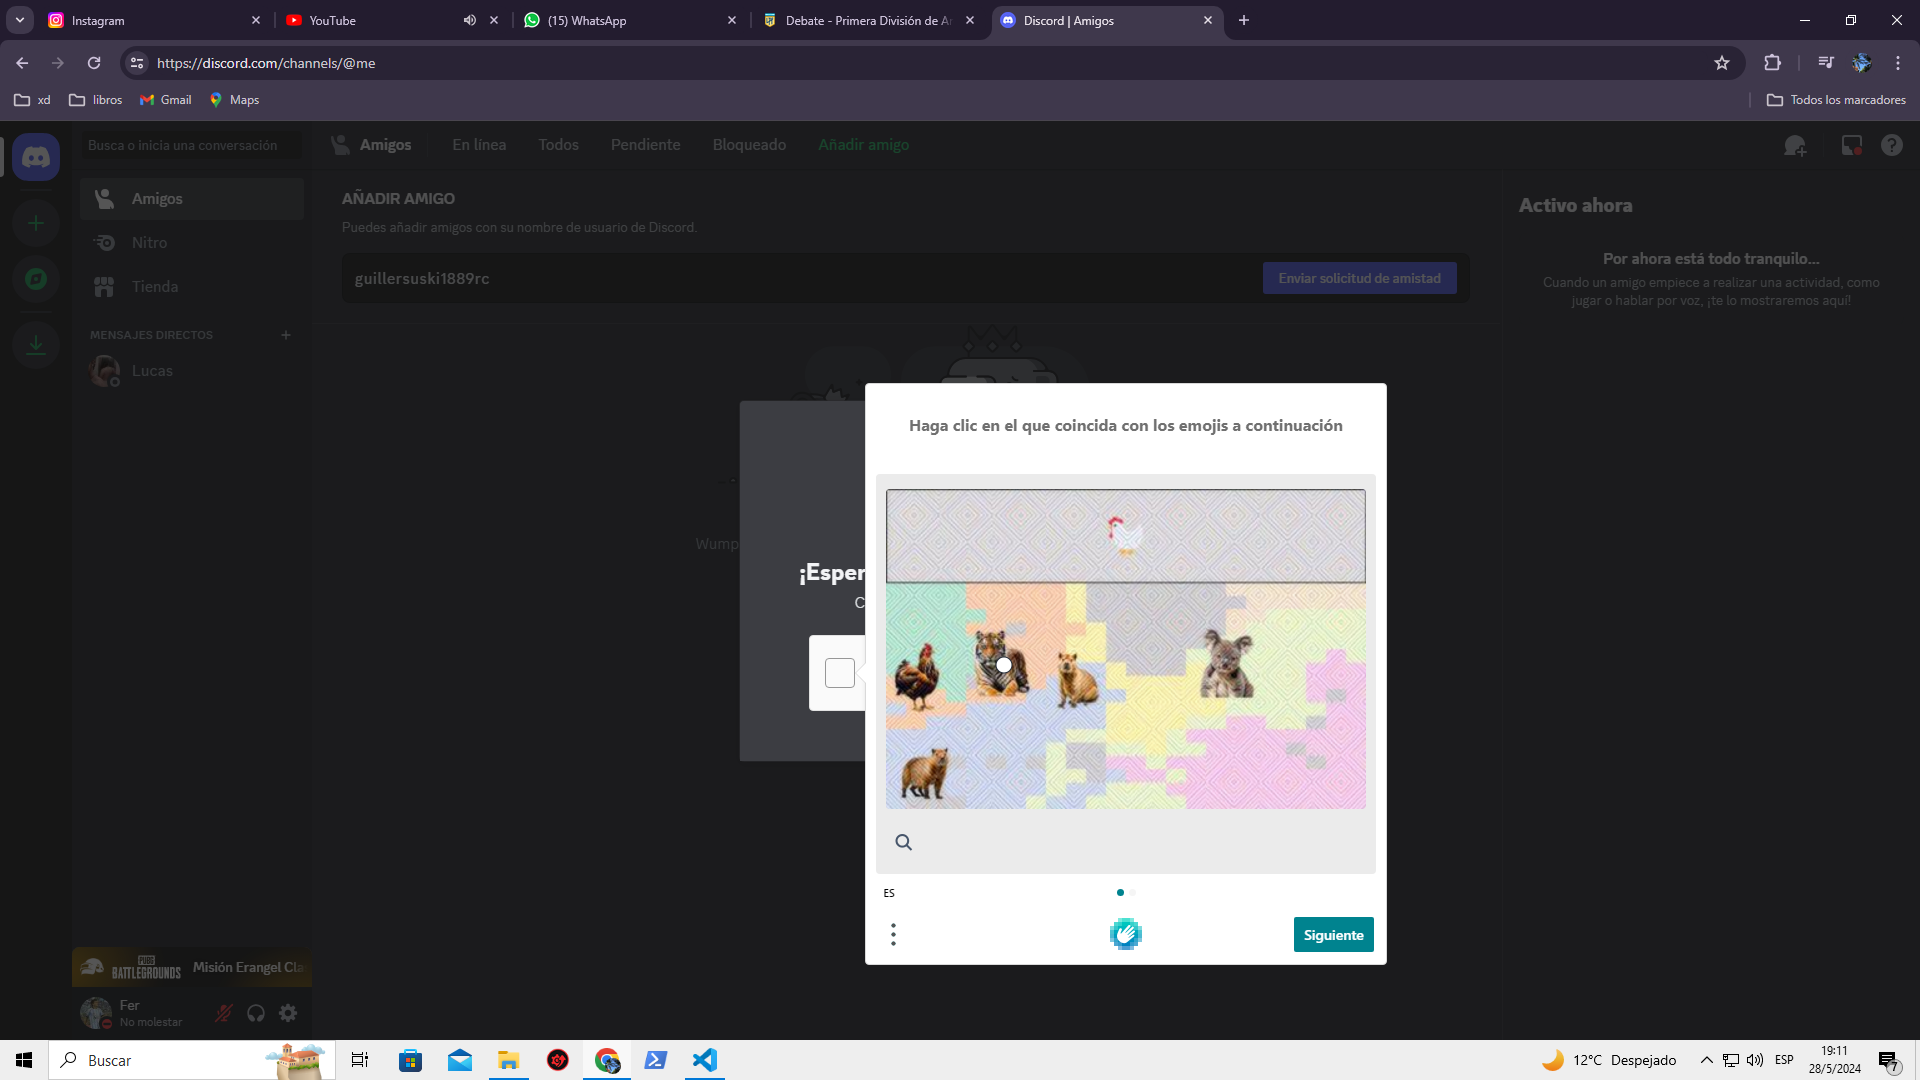 Instagram
YouTube
(15) WhatsApp
Debate - Primera División de Ar
Discord | Amigos
https://discord.com/channels/@me
xd
libros
Gmail
Maps
Todos los marcadores
Busca o inicia una conversación
Amigos
En línea
Todos
Pendiente
Bloqueado
Añadir amigo
Amigos
Nitro
Tienda
MENSAJES DIRECTOS
Lucas
AÑADIR AMIGO
Puedes añadir amigos con su nombre de usuario de Discord.
guillersuski1889rc
Enviar solicitud de amistad
Activo ahora
Por ahora está todo tranquilo...
Cuando un amigo empiece a realizar una actividad, como
jugar o hablar por voz, ¡te lo mostraremos aquí!
Wump
¡Esper
C
Haga clic en el que coincida con los emojis a continuación
ES
Siguiente
PUBG
BATTLEGROUNDS
Misión Erangel Cla
Fer
No molestar
Buscar
12°C Despejado
ESP
19:11
28/5/2024
7